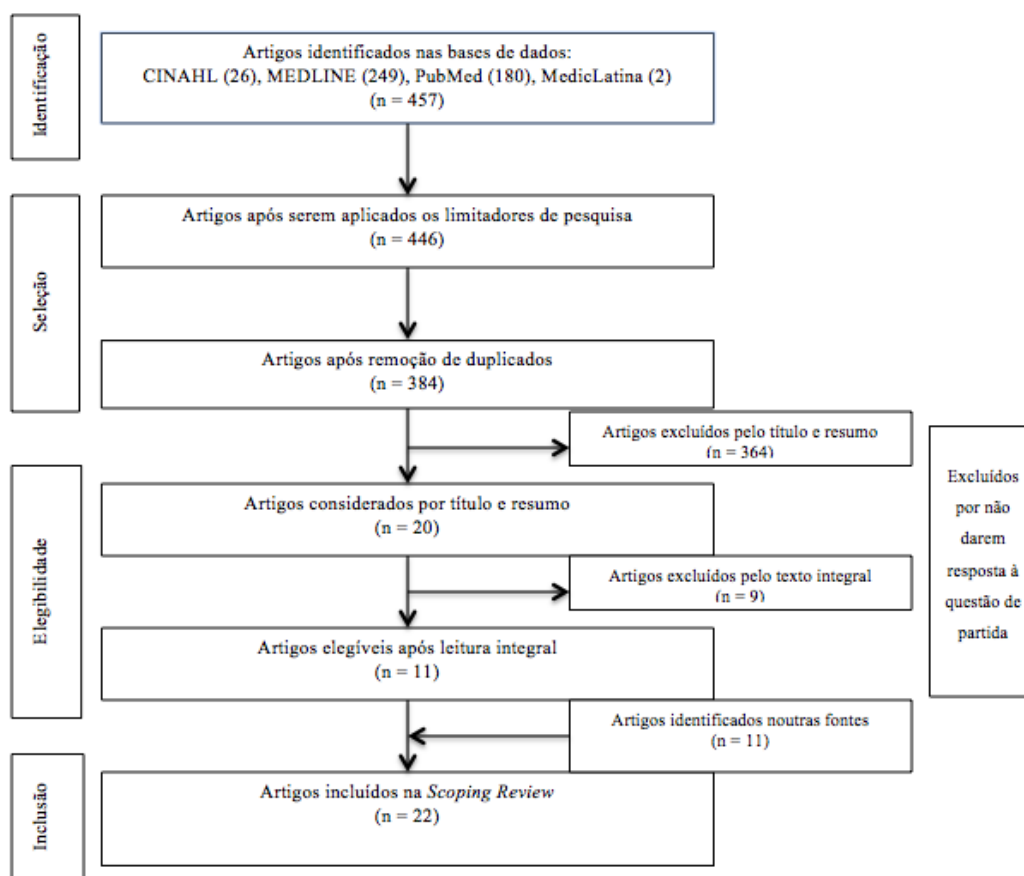 Identificação
Artigos identificados nas bases de dados:
CINAHL (26), MEDLINE (249), PubMed (180), MedicLatina (2)
(n = 457)
Seleção
Artigos após serem aplicados os limitadores de pesquisa
(n = 446)
Artigos após remoção de duplicados
(n = 384)
Artigos excluídos pelo título e resumo
(n = 364)
Elegibilidade
Artigos considerados por título e resumo
(n = 20)
Artigos excluídos pelo texto integral
(n = 9)
Artigos elegíveis após leitura integral
(n = 11)
Excluídos
por não
darem
resposta à
questão de
partida
Artigos identificados noutras fontes
(n = 11)
Inclusão
Artigos incluídos na Scoping Review
(n = 22)